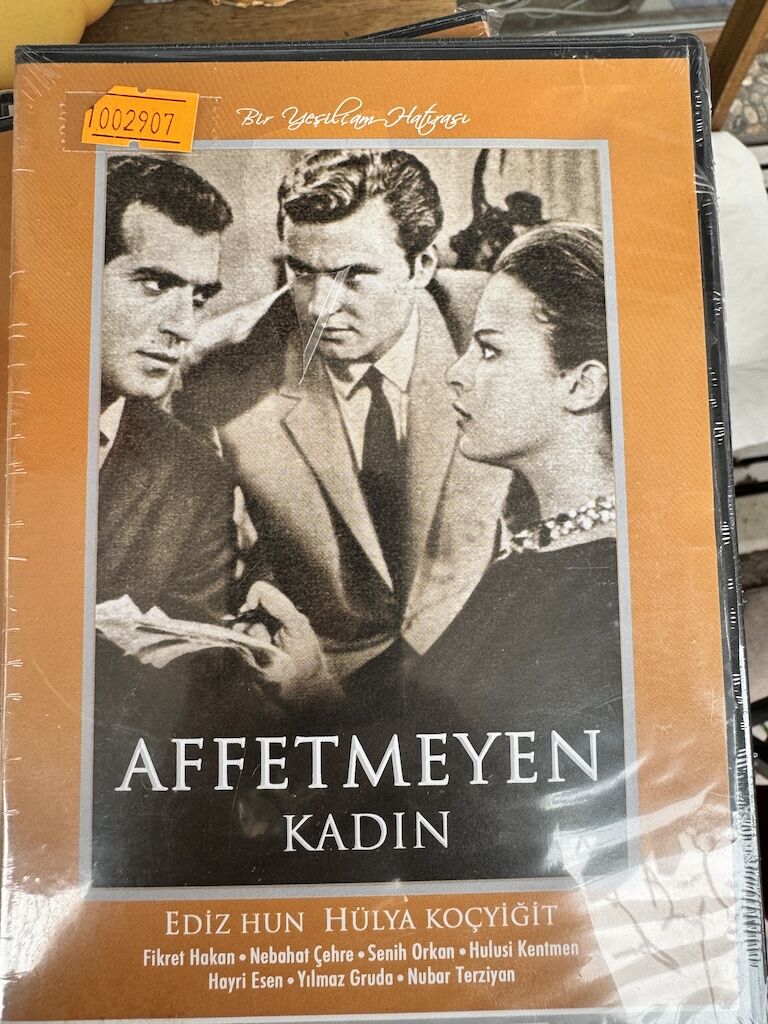 1002907
Bir Yeşilçam Hatırası
AFFETMEYEN
KADIN
EDİZ HUN HÜLYA KOÇYİĞİT
Fikret Hakan • Nebahat Çehre • Senih Orkan • Hulusi Kentmen
Hayri Esen • Yılmaz Gruda • Nubar Terziyan